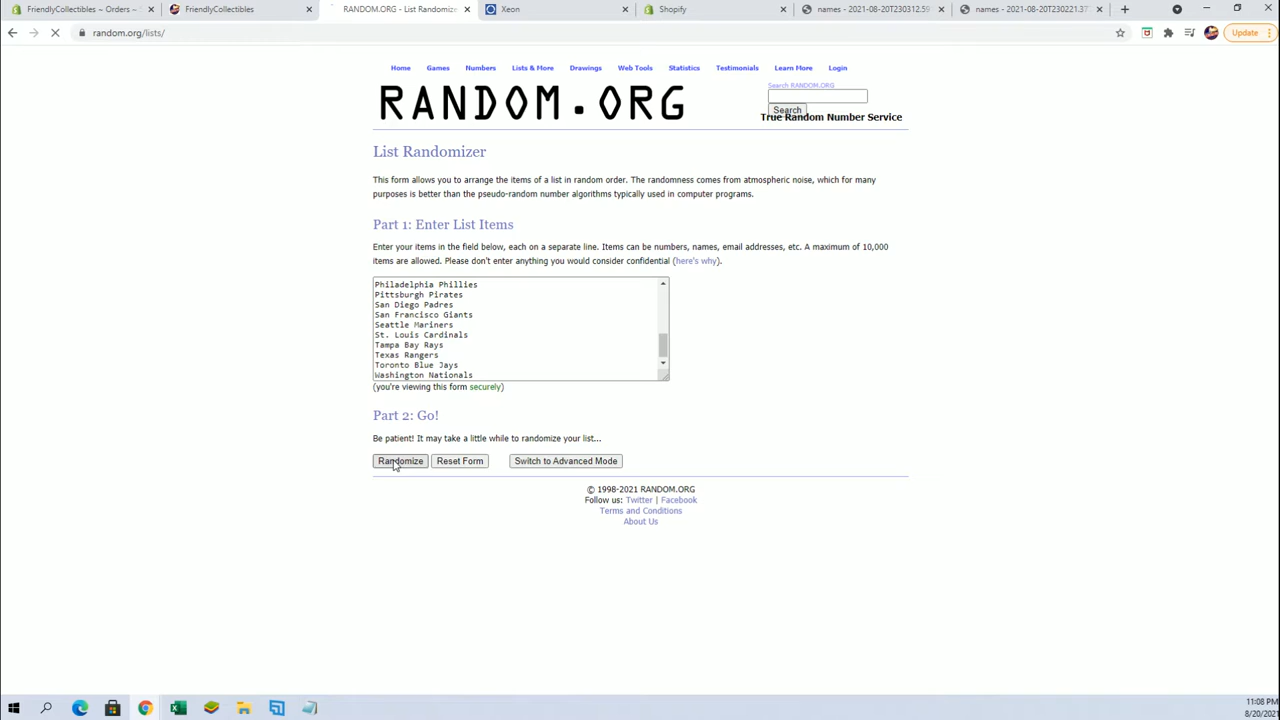 FriendlyCollectibles ~ Orders ~
FriendlyCollectibles
RANDOM.ORG - List Randomizer
Xeon
Shopify
names - 2021-08-20T230312.59
names - 2021-08-20T230221.37
random.org/lists/
Update
Home Games Numbers Lists & More Drawings Web Tools Statistics Testimonials Learn More Login
RANDOM.ORG
Search RANDOM.ORG
Search
True Random Number Service
List Randomizer
This form allows you to arrange the items of a list in random order. The randomness comes from atmospheric noise, which for many
purposes is better than the pseudo-random number algorithms typically used in computer programs.
Part 1: Enter List Items
Enter your items in the field below, each on a separate line. Items can be numbers, names, email addresses, etc. A maximum of 10,000
items are allowed. Please don't enter anything you would consider confidential (here's why).
Philadelphia Phillies
Pittsburgh Pirates
San Diego Padres
San Francisco Giants
Seattle Mariners
St. Louis Cardinals
Tampa Bay Rays
Texas Rangers
Toronto Blue Jays
Washington Nationals
(you're viewing this form securely)
Part 2: Go!
Be patient! It may take a little while to randomize your list...
Randomize Reset Form Switch to Advanced Mode
© 1998-2021 RANDOM.ORG
Follow us: Twitter | Facebook
Terms and Conditions
About Us
11:08 PM
8/20/2021